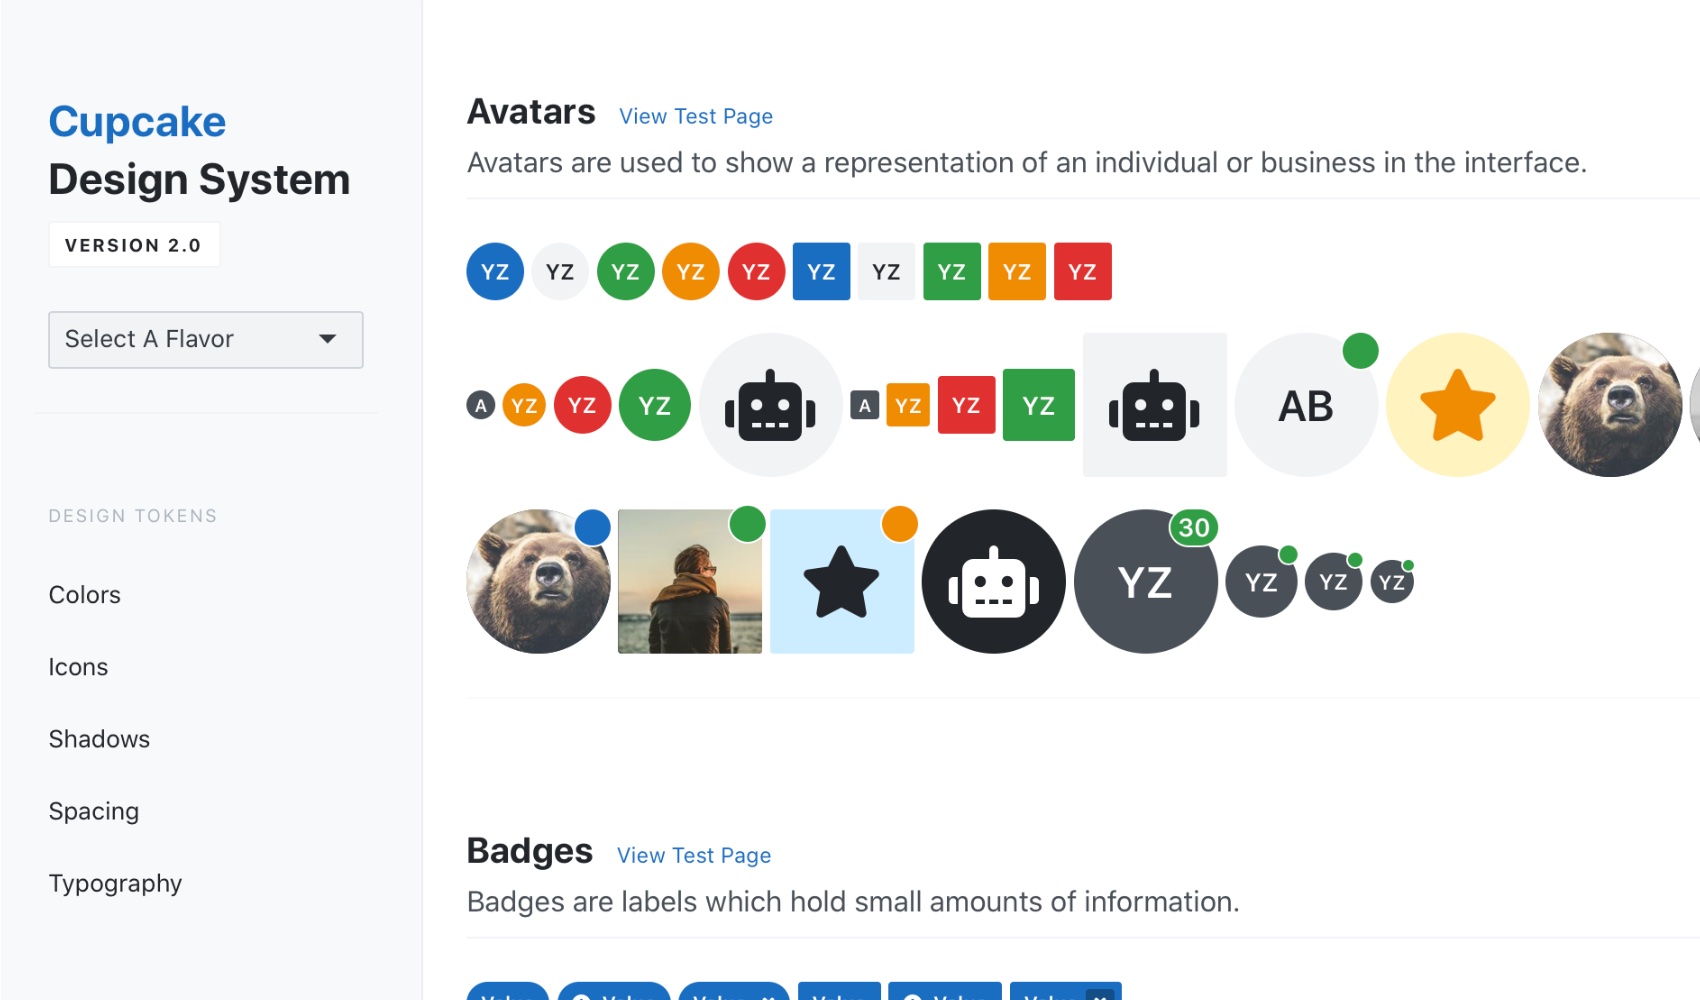 Cupcake
Design System
VERSION 2.0
Select A Flavor
DESIGN TOKENS
Colors
Icons
Shadows
Spacing
Typography
Avatars View Test Page
Avatars are used to show a representation of an individual or business in the interface.
YZ YZ YZ YZ YZ YZ YZ YZ YZ YZ
A YZ YZ YZ A YZ YZ YZ AB
YZ 30 YZ YZ YZ
Badges View Test Page
Badges are labels which hold small amounts of information.